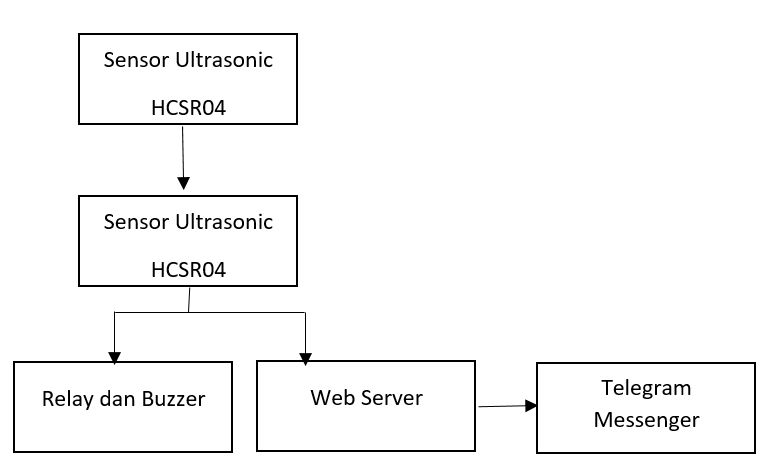 Sensor Ultrasonic
HCSR04
Sensor Ultrasonic
HCSR04
Relay dan Buzzer
Web Server
Telegram
Messenger